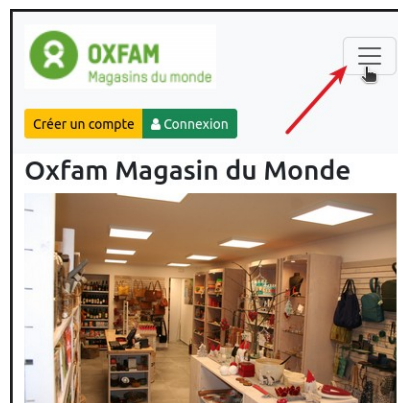 OXFAM
Magasins du monde
Créer un compte
Connexion
Oxfam Magasin du Monde